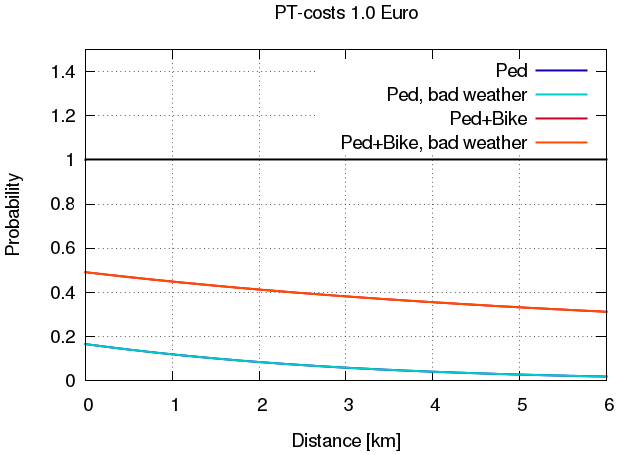 PT-costs 1.0 Euro
1.4
1.2
1
0.8
0.6
0.4
0.2
0
Probability
Ped
Ped, bad weather
Ped+Bike
Ped+Bike, bad weather
0 1 2 3 4 5 6
Distance [km]